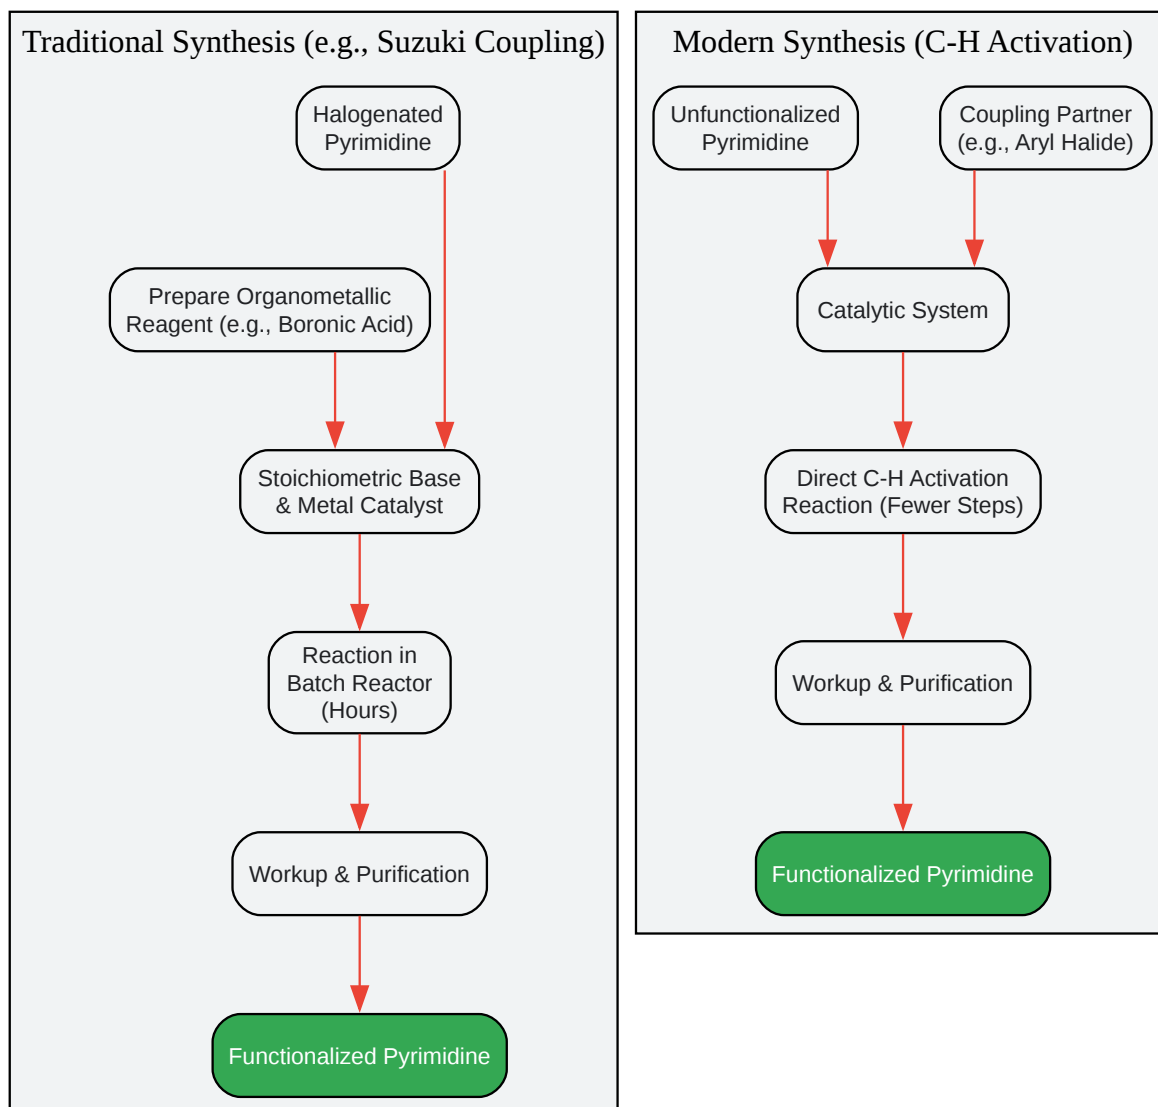 Traditional Synthesis (e.g., Suzuki Coupling)
Halogenated
Pyrimidine
Prepare Organometallic
Reagent (e.g., Boronic Acid)
Stoichiometric Base
& Metal Catalyst
Reaction in
Batch Reactor
(Hours)
Workup & Purification
Functionalized Pyrimidine
Modern Synthesis (C-H Activation)
Unfunctionalized
Pyrimidine
Coupling Partner
(e.g., Aryl Halide)
Catalytic System
Direct C-H Activation
Reaction (Fewer Steps)
Workup & Purification
Functionalized Pyrimidine